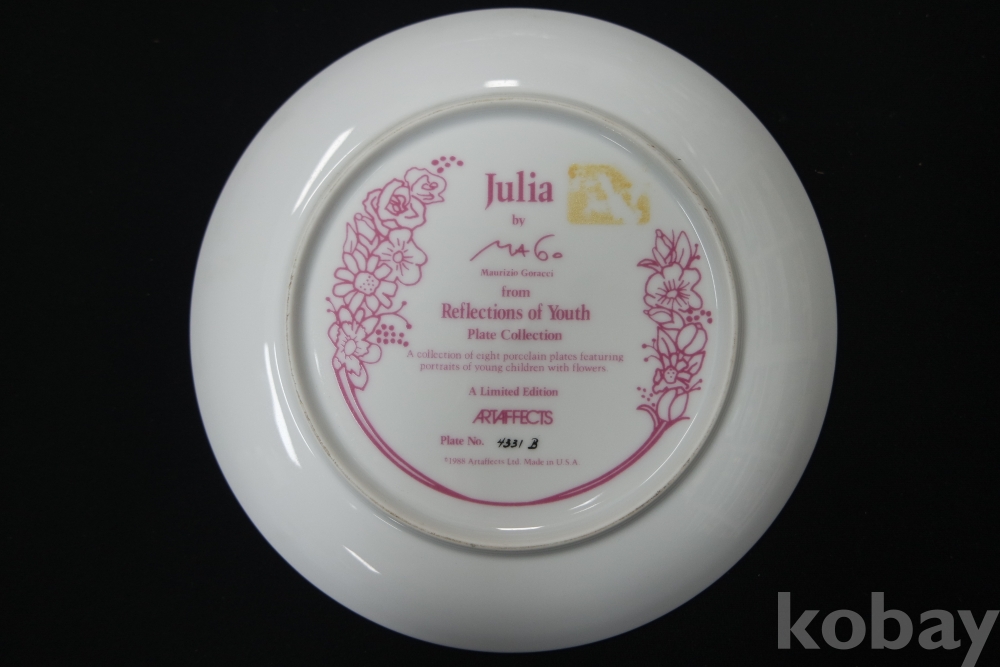 Julia
by
MAGo
Maurizio Goracci
from
Reflections of Youth
Plate Collection
A collection of eight porcelain plates featuring
portraits of young children with flowers
A Limited Edition
ARTAFFECTS
Plate No. 4331 B
©1988 Artaffects Ltd. Made in U.S.A.
kobay